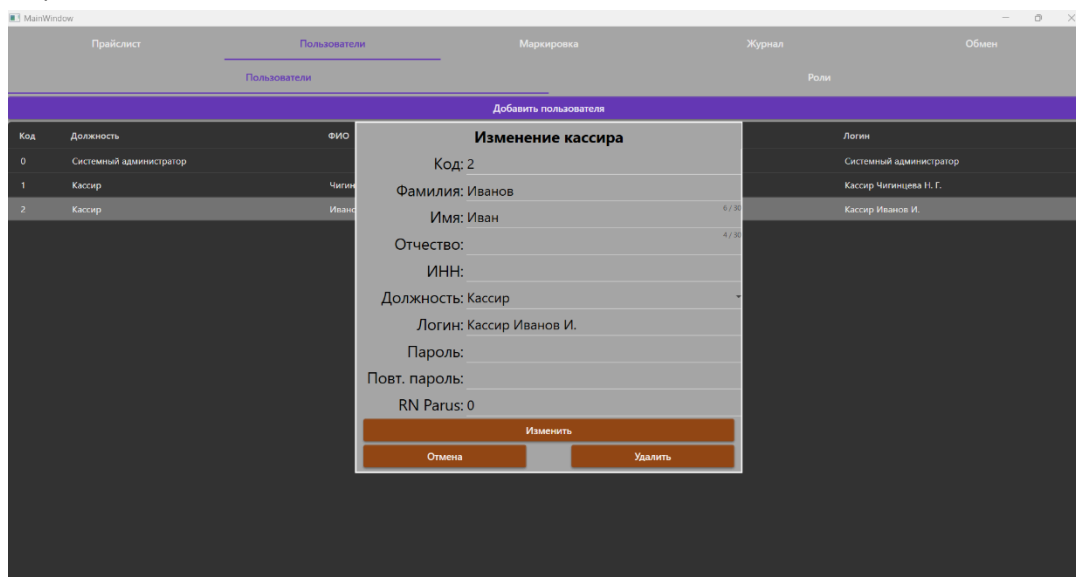 MainWindow
Прайслист Пользователи Маркировка Журнал Обмен
Пользователи Роли
Добавить пользователя
Код Должность ФИО Логин
0 Системный администратор Системный администратор
1 Кассир Чигин Кассир Чигинцева Н. Г.
2 Кассир Ивано Кассир Иванов И.
Изменение кассира
Код: 2
Фамилия: Иванов
6 / 30
Имя: Иван
4 / 30
Отчество:
ИНН:
Должность: Кассир
Логин: Кассир Иванов И.
Пароль:
Повт. пароль:
RN Parus: 0
Изменить
Отмена Удалить